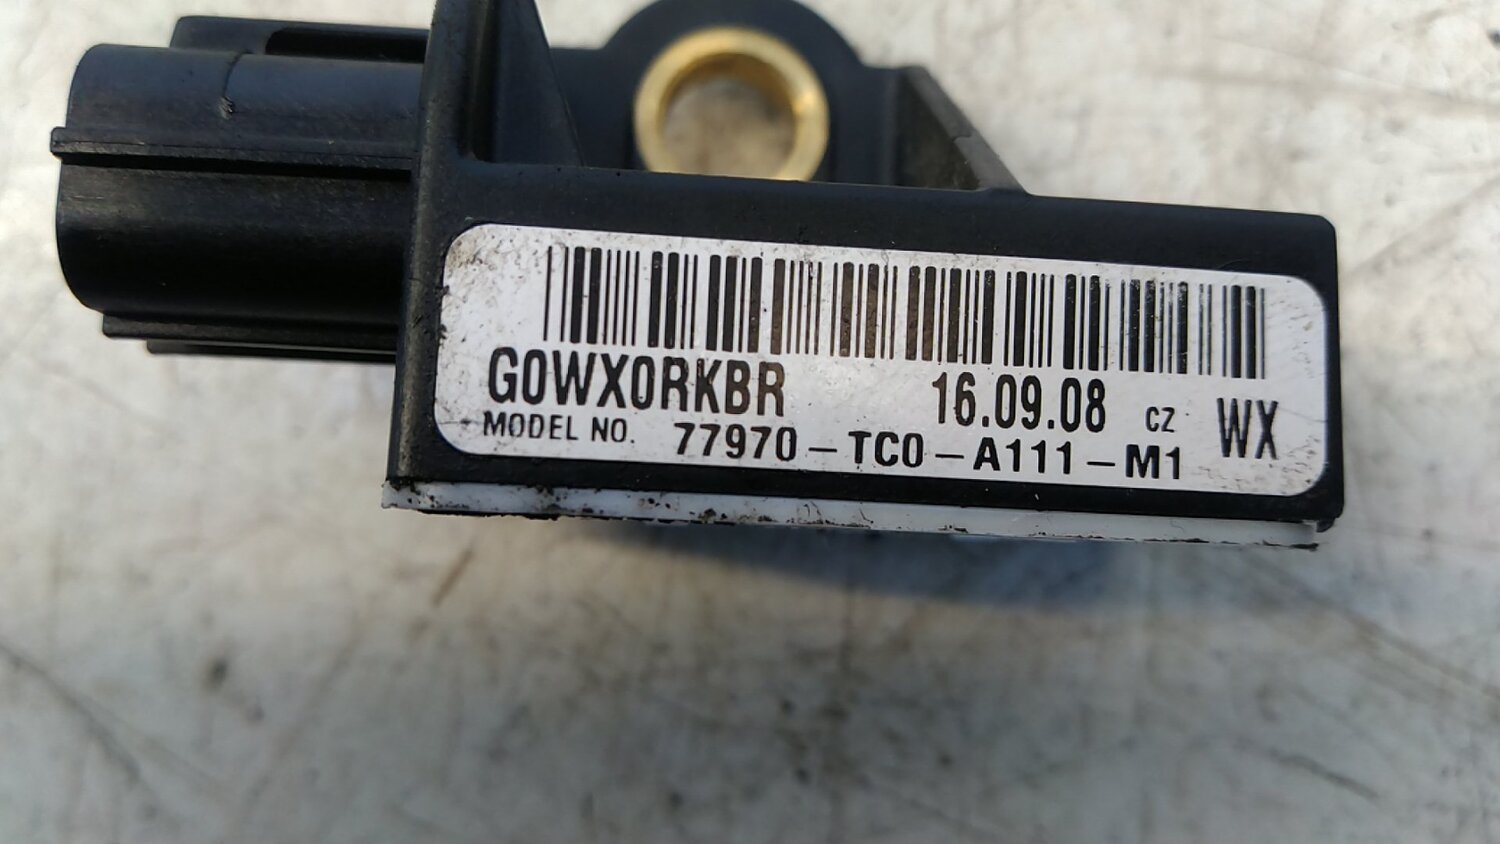 G0WX0RKBR 16.09.08 CZ WX
MODEL NO. 77970-TC0-A111-M1